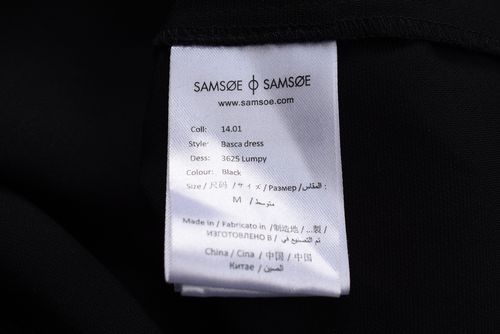 SAMSØE ϕ SAMSØE
www.samsoe.com
Coll: 14.01
Style: Basca dress
Dess: 3625 Lumpy
Colour: Black
Size / 尺码 / サイズ / Размер / المقاس :
M / متوسط
Made in / Fabricato in / 制造地 / ...製 /
ИЗГОТОВЛЕНО В / تم التصنيع في /
China / Cina / 中国 / 中国
Китае / الصين